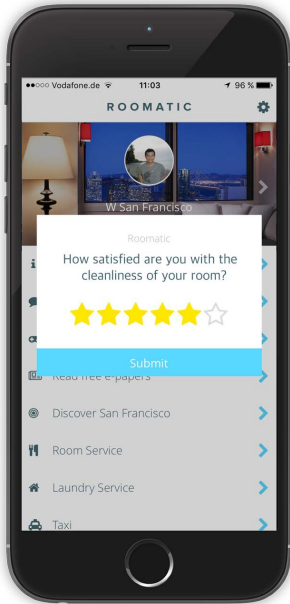 Vodafone.de 11:03 96 %
ROOMATIC
W San Francisco
Roomatic
How satisfied are you with the
cleanliness of your room?
Submit
Read free e-papers
Discover San Francisco
Room Service
Laundry Service
Taxi